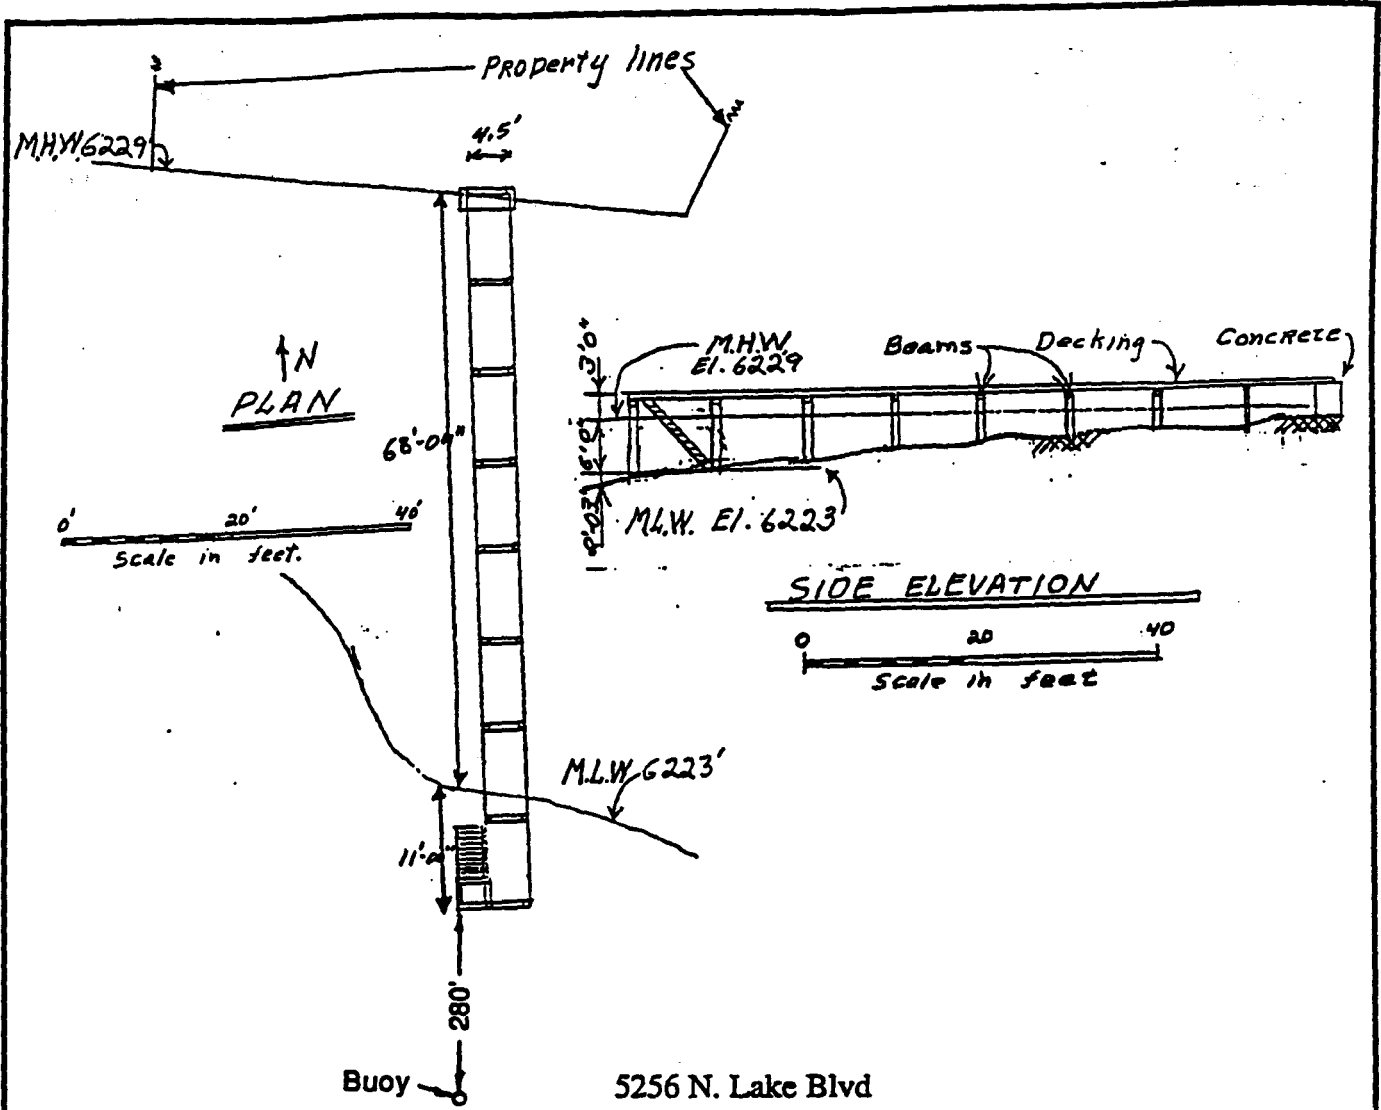 Property lines
M.H.W. 6229'
4.5'
N
PLAN
68'-0"
0' 20' 40'
Scale in feet.
3'0"
M.H.W.
El. 6229
Beams
Decking
Concrete
6'0"
M.L.W. El. 6223'
SIDE ELEVATION
0 20 40
Scale in feet
M.L.W. 6223'
11'-0"
280'
Buoy
5256 N. Lake Blvd